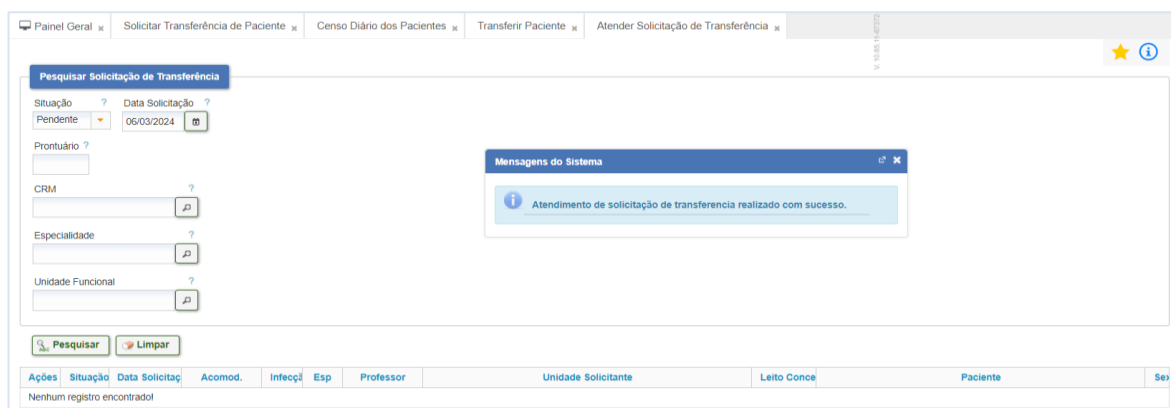 Painel Geral x Solicitar Transferência de Paciente x Censo Diário dos Pacientes x Transferir Paciente x Atender Solicitação de Transferência x
Pesquisar Solicitação de Transferência
Situação ? Data Solicitação ?
Pendente 06/03/2024
Prontuário ?
Mensagens do Sistema
CRM ?
Atendimento de solicitação de transferencia realizado com sucesso.
Especialidade ?
Unidade Funcional ?
Pesquisar Limpar
Ações Situação Data Solicitaç Acomod. Infecçã Esp Professor Unidade Solicitante Leito Conce Paciente Sex
Nenhum registro encontrado!